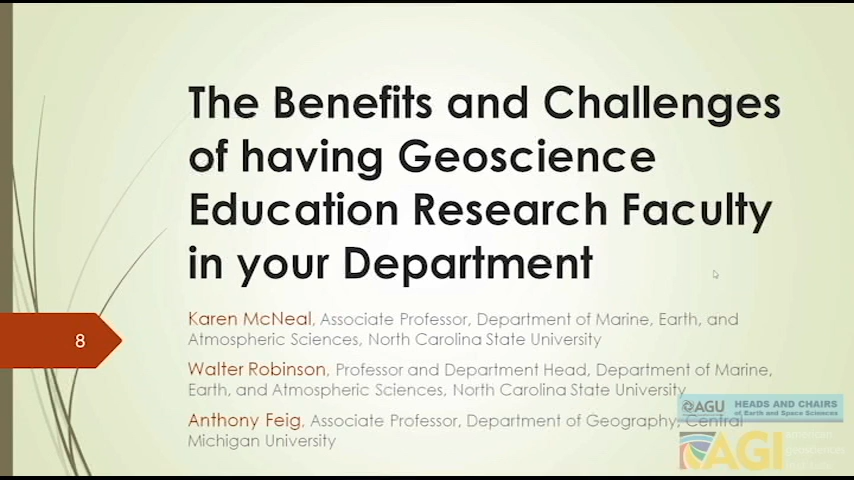 The Benefits and Challenges
of having Geoscience
Education Research Faculty
in your Department
Karen McNeal, Associate Professor, Department of Marine, Earth, and
Atmospheric Sciences, North Carolina State University
Walter Robinson, Professor and Department Head, Department of Marine,
Earth, and Atmospheric Sciences, North Carolina State University
Anthony Feig, Associate Professor, Department of Geography, Central
Michigan University
8
AGU HEADS AND CHAIRS
of Earth and Space Sciences
AGI american
geosciences
institute